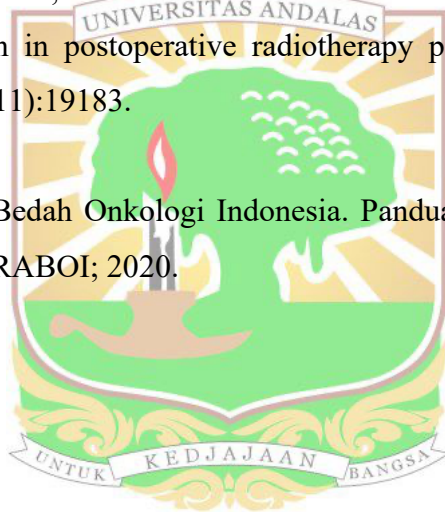 UNIVERSITAS ANDALAS
n in postoperative radiotherapy p
11):19183.
Bedah Onkologi Indonesia. Pandua
RABOI; 2020.
UNTUK KEDJAJAAN BANGSA